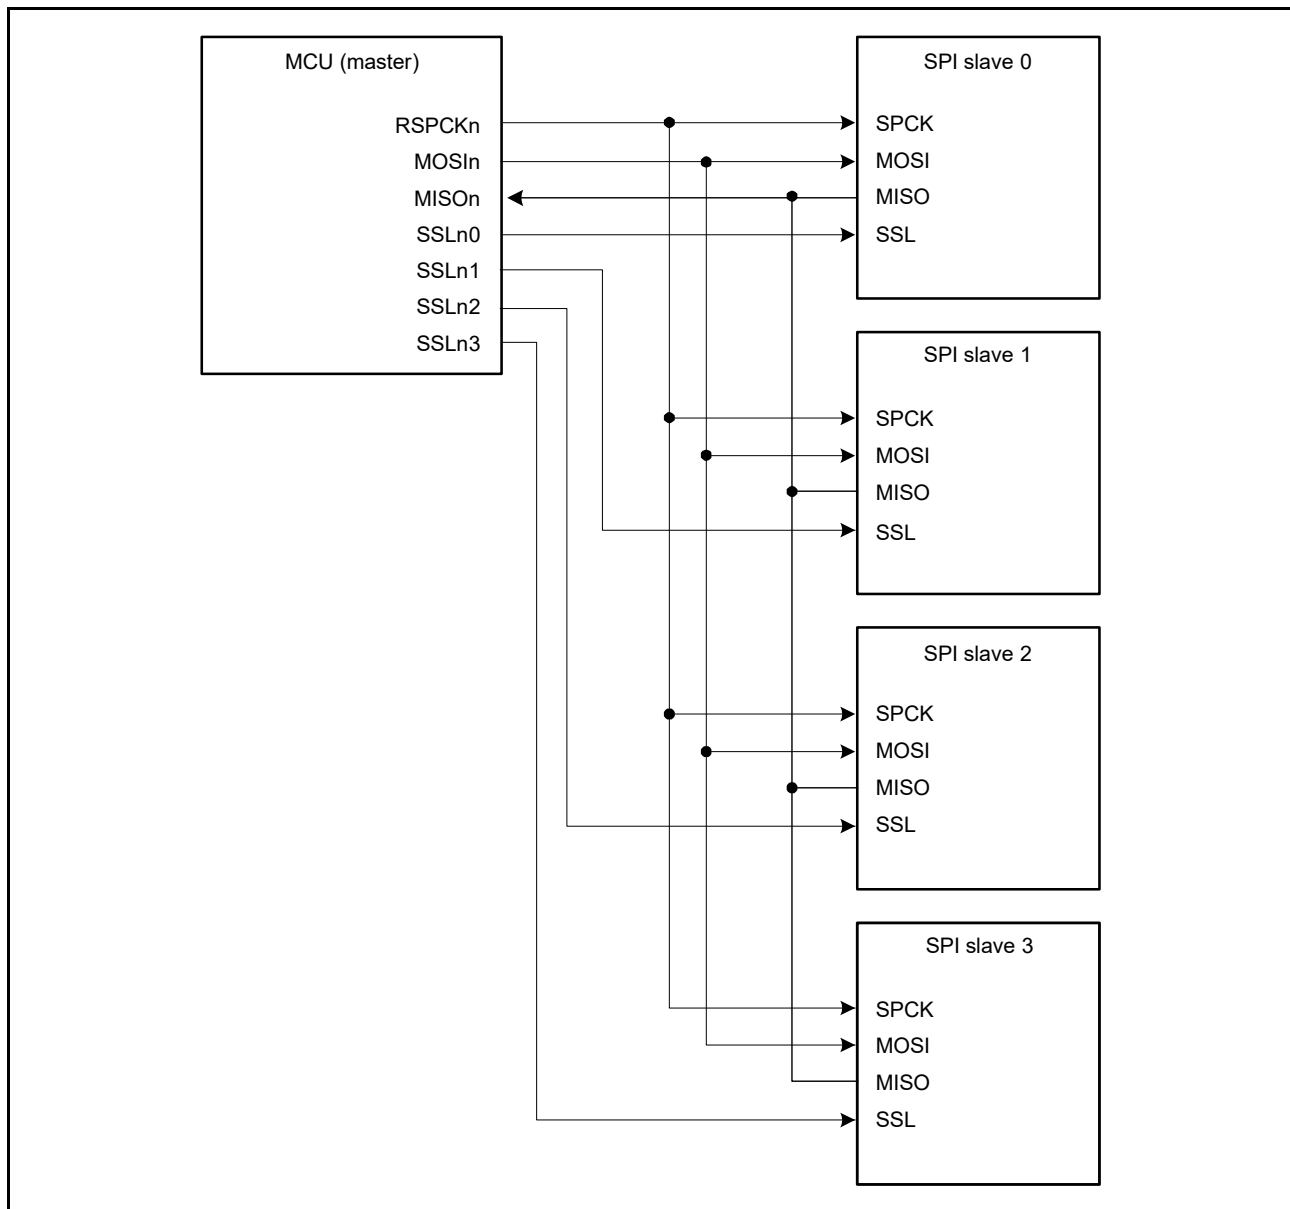 MCU (master)
RSPCKn
MOSIn
MISOn
SSLn0
SSLn1
SSLn2
SSLn3
SPI slave 0
SPCK
MOSI
MISO
SSL
SPI slave 1
SPCK
MOSI
MISO
SSL
SPI slave 2
SPCK
MOSI
MISO
SSL
SPI slave 3
SPCK
MOSI
MISO
SSL